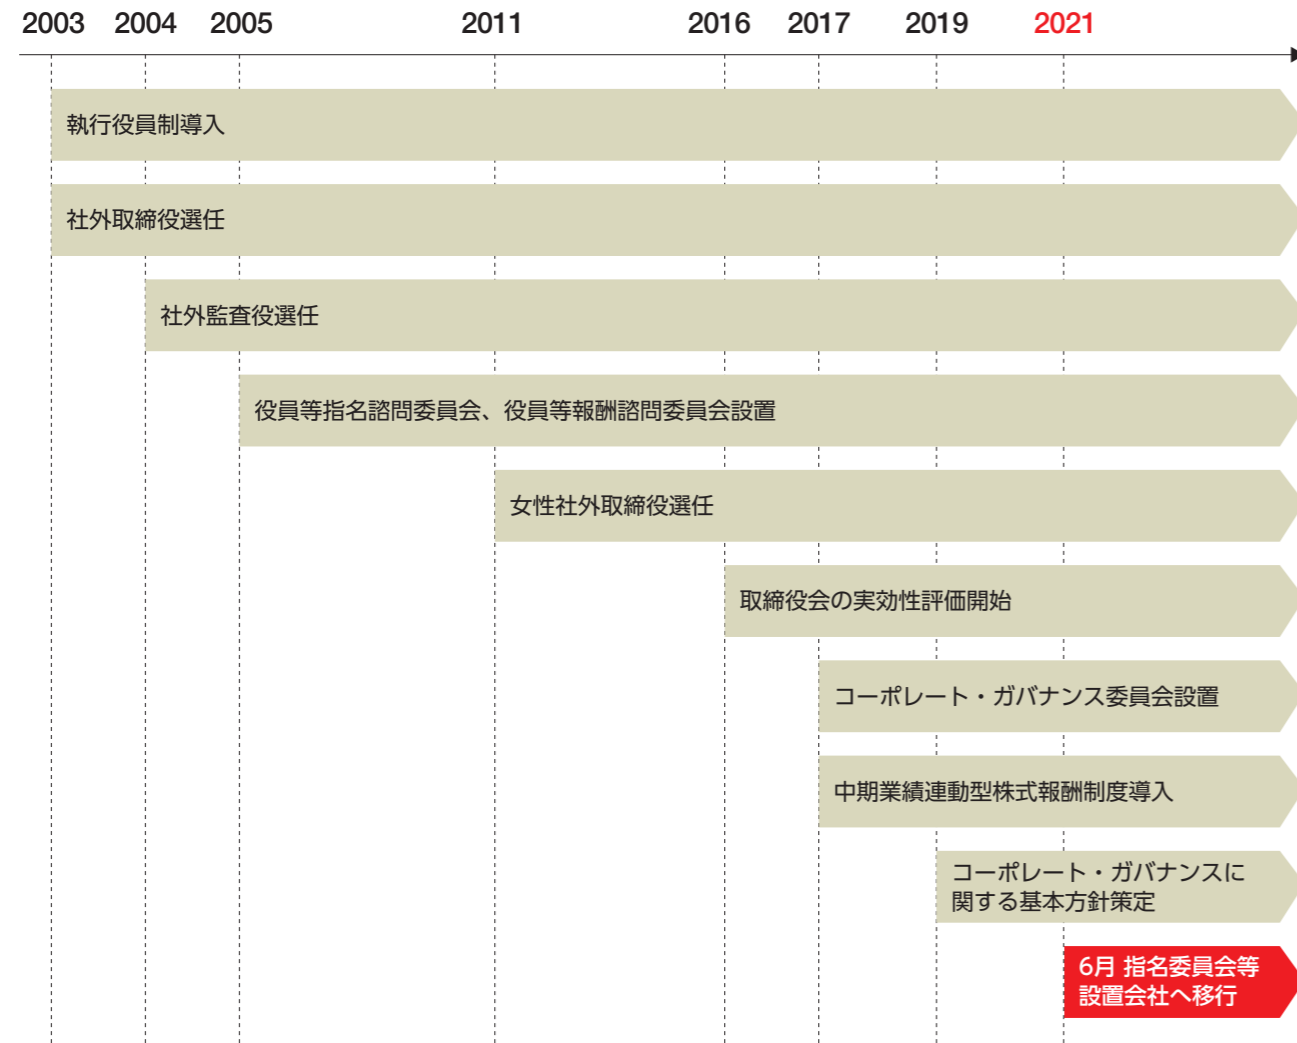 2003 2004 2005 2011 2016 2017 2019 2021
執行役員制導入
社外取締役選任
社外監査役選任
役員等指名諮問委員会、役員等報酬諮問委員会設置
女性社外取締役選任
取締役会の実効性評価開始
コーポレート・ガバナンス委員会設置
中期業績連動型株式報酬制度導入
コーポレート・ガバナンスに
関する基本方針策定
6月 指名委員会等
設置会社へ移行